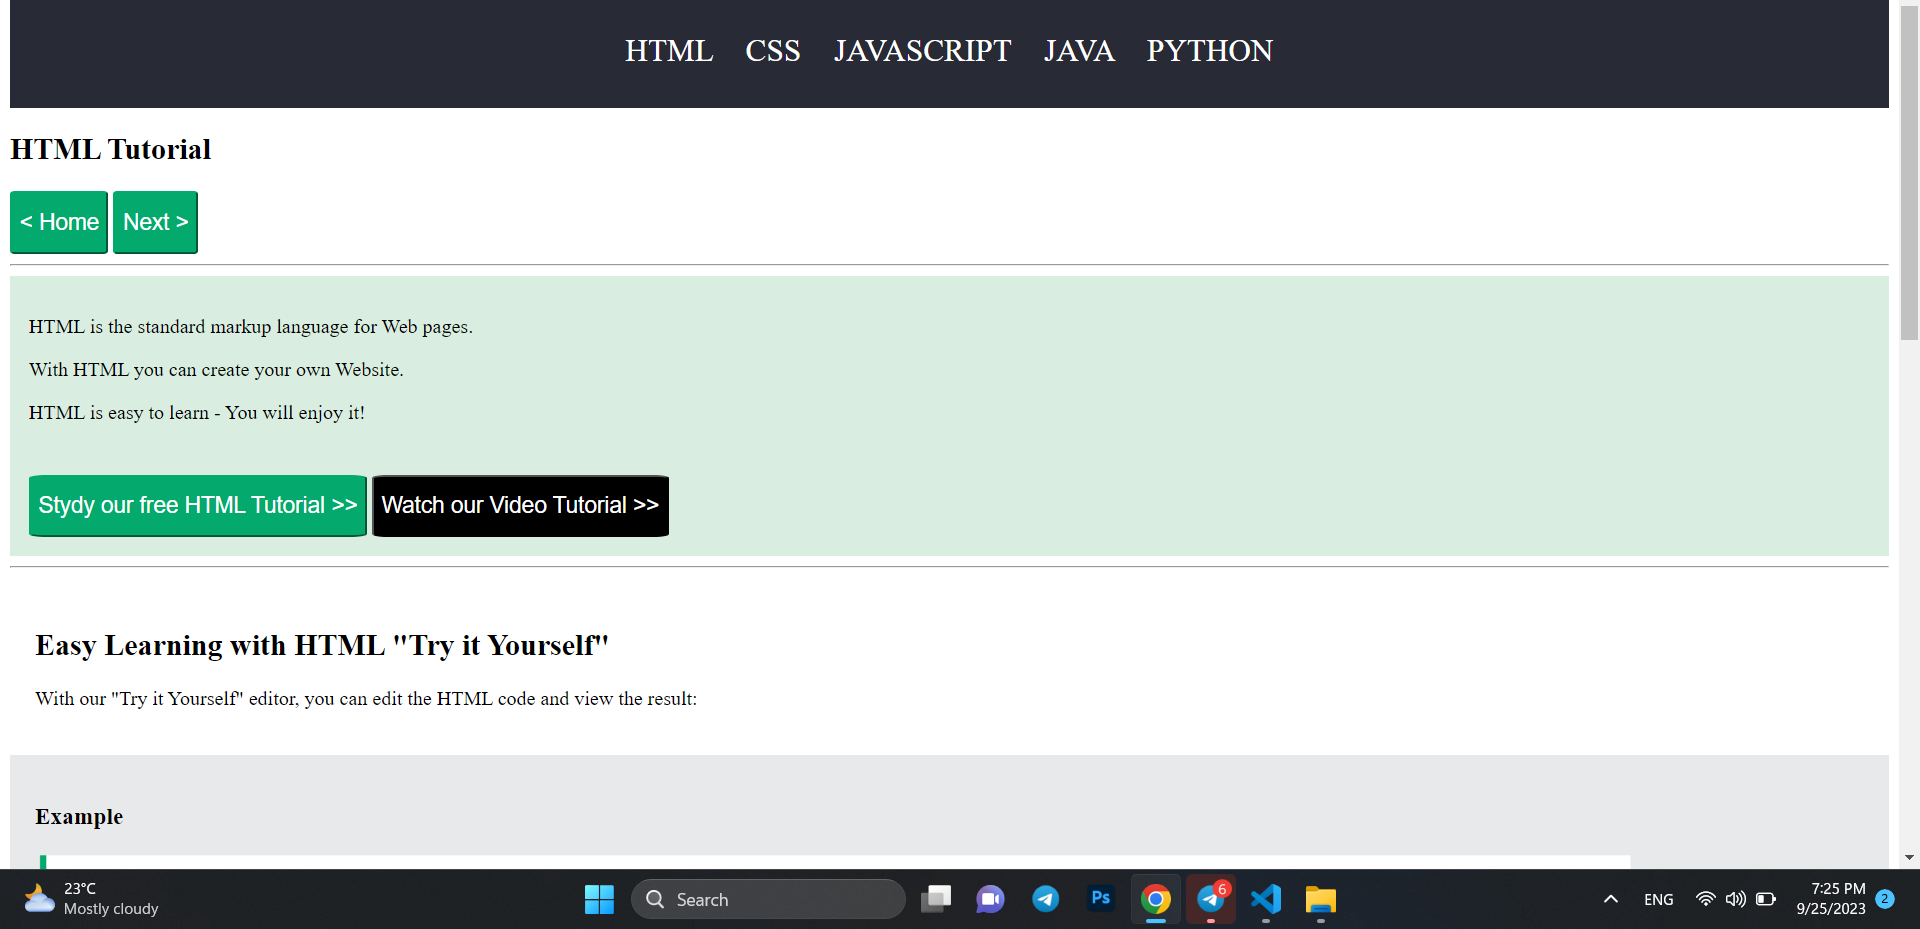 HTML CSS JAVASCRIPT JAVA PYTHON
HTML Tutorial
< Home Next >
HTML is the standard markup language for Web pages.
With HTML you can create your own Website.
HTML is easy to learn - You will enjoy it!
Stydy our free HTML Tutorial >> Watch our Video Tutorial >>
Easy Learning with HTML "Try it Yourself"
With our "Try it Yourself" editor, you can edit the HTML code and view the result:
Example
23°C
Mostly cloudy
Search
Ps
6
ENG
7:25 PM
9/25/2023
2